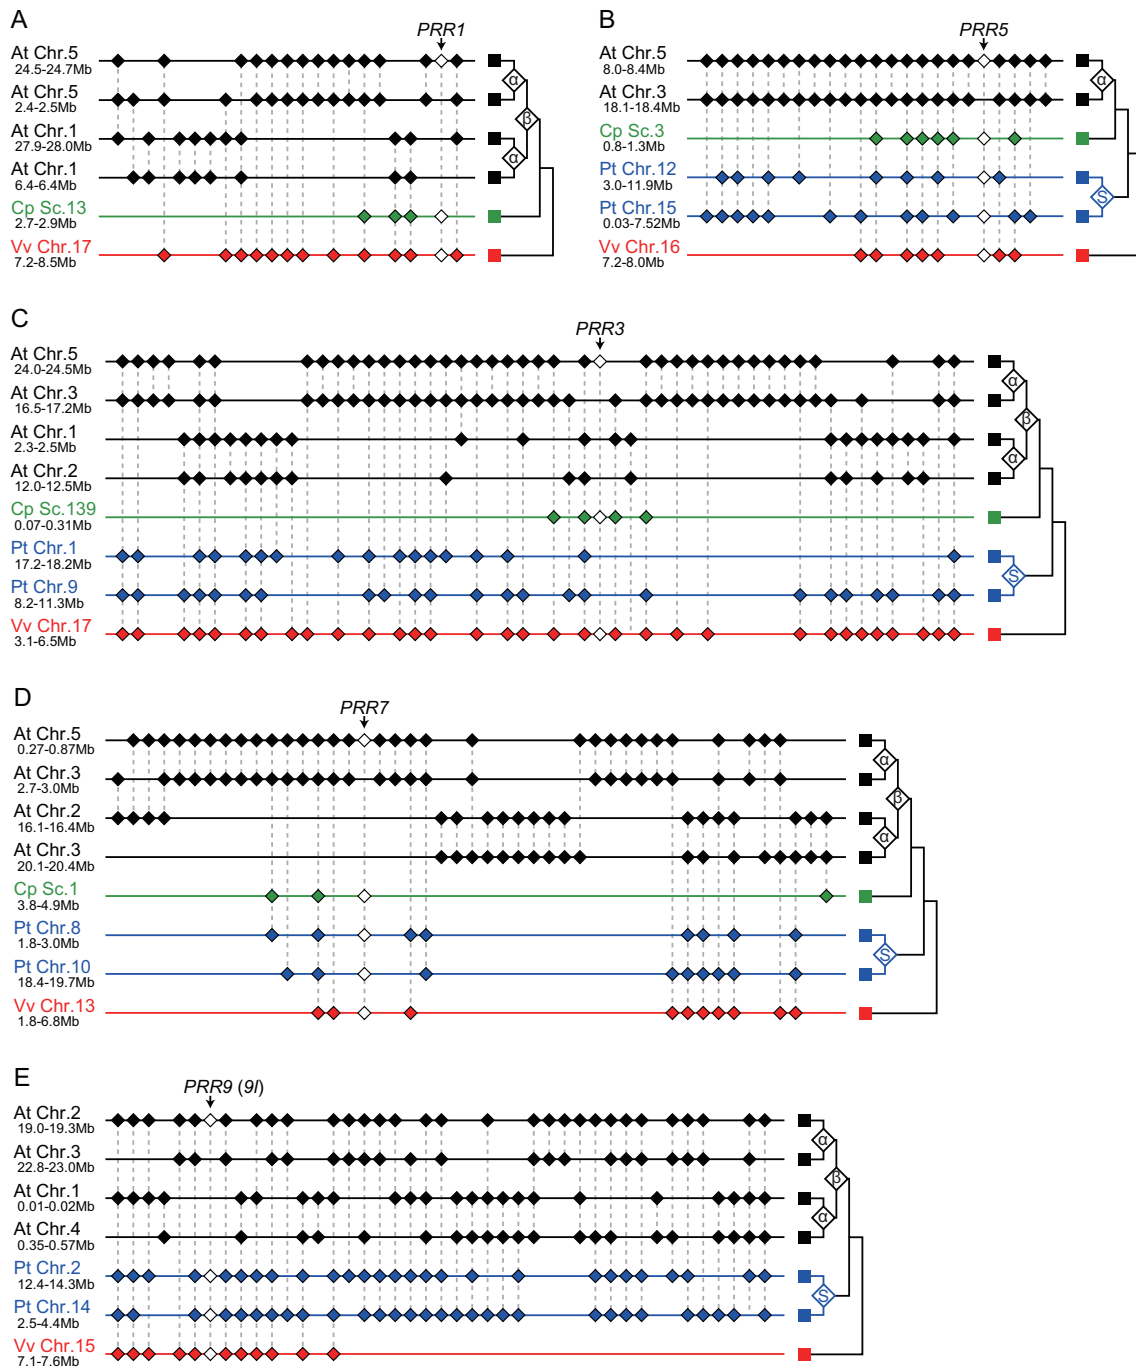 A
PRR1
At Chr.5
24.5-24.7Mb
At Chr.5
2.4-2.5Mb
At Chr.1
27.9-28.0Mb
At Chr.1
6.4-6.4Mb
Cp Sc.13
2.7-2.9Mb
Vv Chr.17
7.2-8.5Mb
α
β
α
B
PRR5
At Chr.5
8.0-8.4Mb
At Chr.3
18.1-18.4Mb
Cp Sc.3
0.8-1.3Mb
Pt Chr.12
3.0-11.9Mb
Pt Chr.15
0.03-7.52Mb
Vv Chr.16
7.2-8.0Mb
α
S
C
PRR3
At Chr.5
24.0-24.5Mb
At Chr.3
16.5-17.2Mb
At Chr.1
2.3-2.5Mb
At Chr.2
12.0-12.5Mb
Cp Sc.139
0.07-0.31Mb
Pt Chr.1
17.2-18.2Mb
Pt Chr.9
8.2-11.3Mb
Vv Chr.17
3.1-6.5Mb
α
β
α
S
D
PRR7
At Chr.5
0.27-0.87Mb
At Chr.3
2.7-3.0Mb
At Chr.2
16.1-16.4Mb
At Chr.3
20.1-20.4Mb
Cp Sc.1
3.8-4.9Mb
Pt Chr.8
1.8-3.0Mb
Pt Chr.10
18.4-19.7Mb
Vv Chr.13
1.8-6.8Mb
α
β
α
S
E
PRR9 (9I)
At Chr.2
19.0-19.3Mb
At Chr.3
22.8-23.0Mb
At Chr.1
0.01-0.02Mb
At Chr.4
0.35-0.57Mb
Pt Chr.2
12.4-14.3Mb
Pt Chr.14
2.5-4.4Mb
Vv Chr.15
7.1-7.6Mb
α
β
α
S